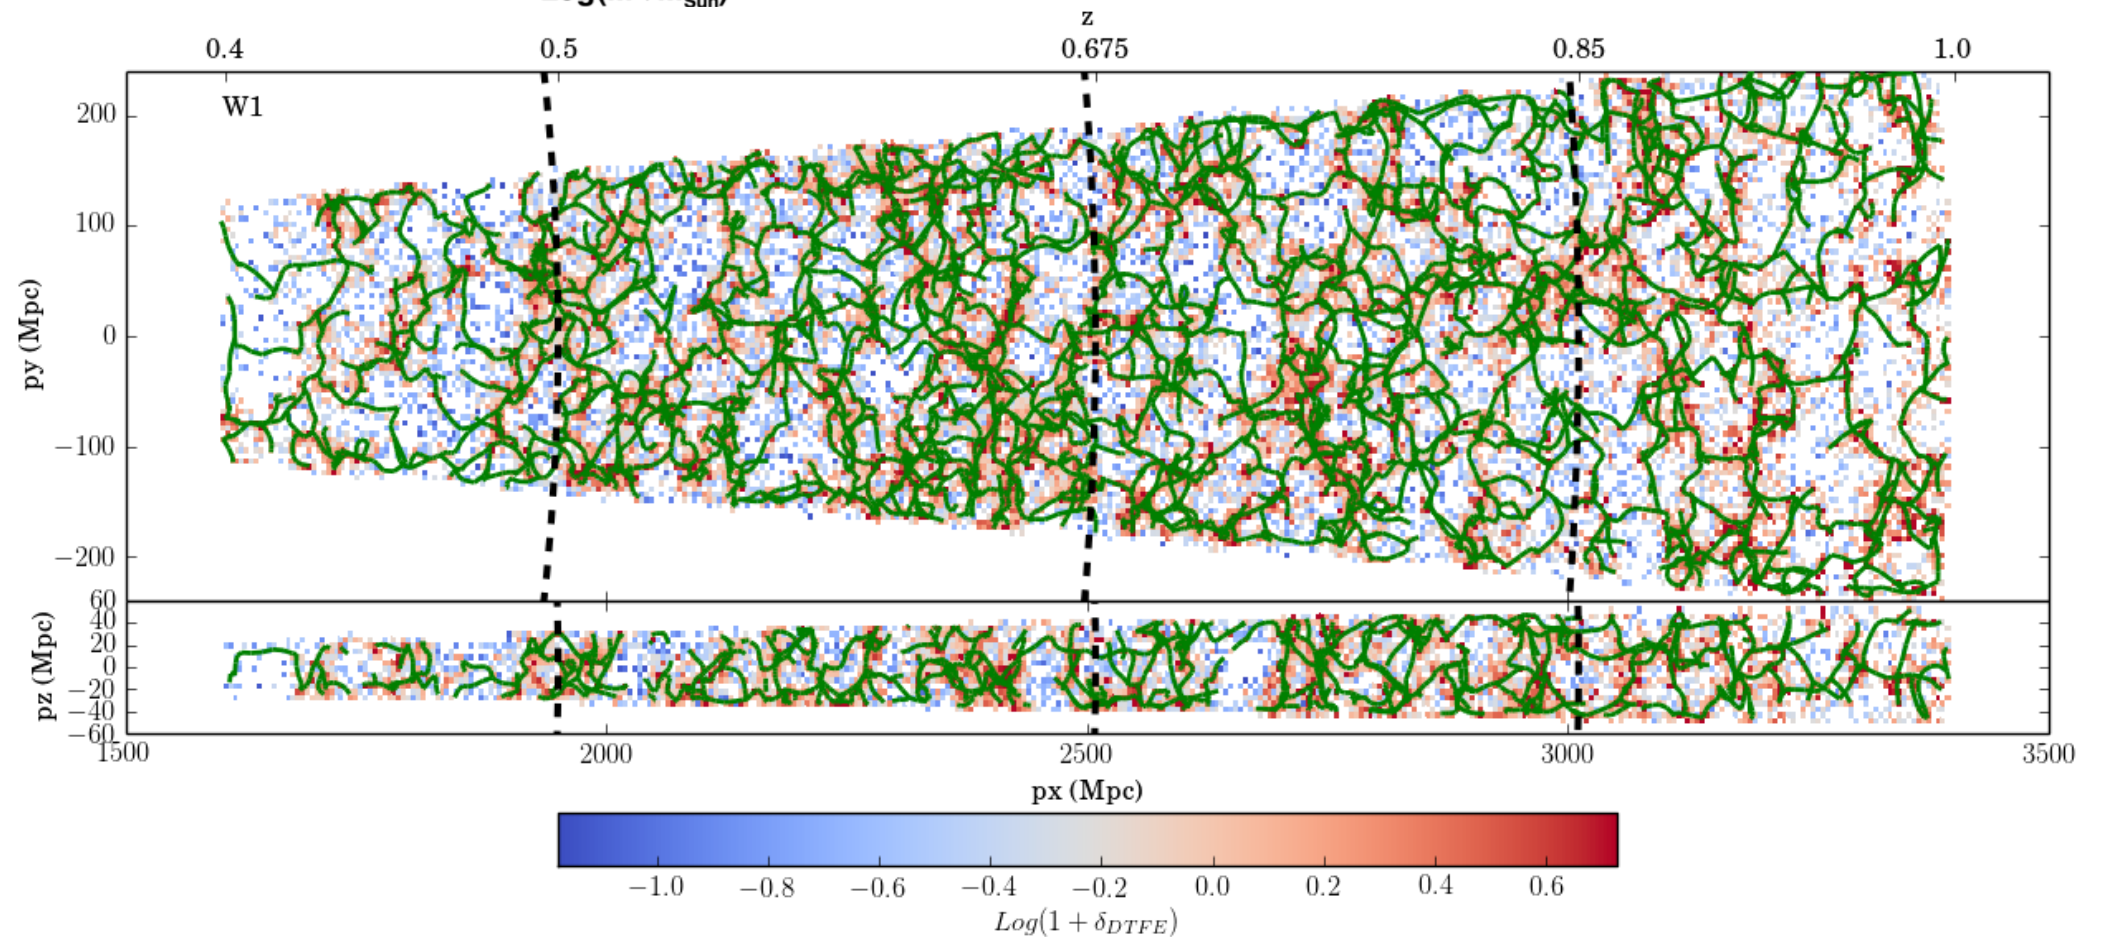 z
0.4 0.5 0.675 0.85 1.0
W1
200
100
0
−100
−200
py (Mpc)
60
40
20
0
−20
−40
−60
pz (Mpc)
1500 2000 2500 3000 3500
px (Mpc)
−1.0 −0.8 −0.6 −0.4 −0.2 0.0 0.2 0.4 0.6
Log(1 + δDTFE)